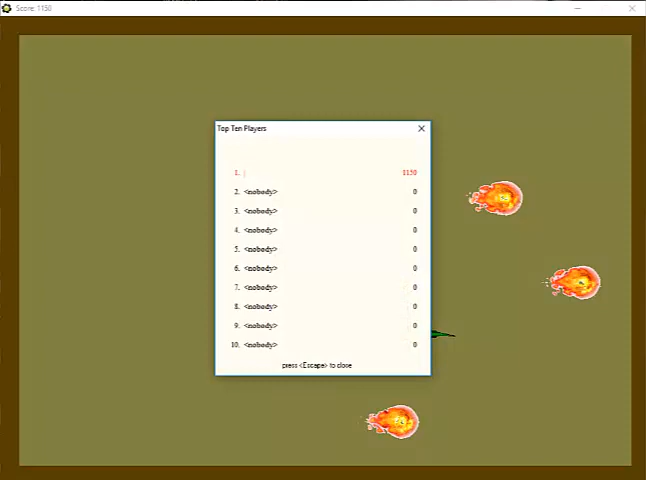 Score: 1150
Top Ten Players
1. 1150
2. <nobody> 0
3. <nobody> 0
4. <nobody> 0
5. <nobody> 0
6. <nobody> 0
7. <nobody> 0
8. <nobody> 0
9. <nobody> 0
10. <nobody> 0
press <Escape> to close